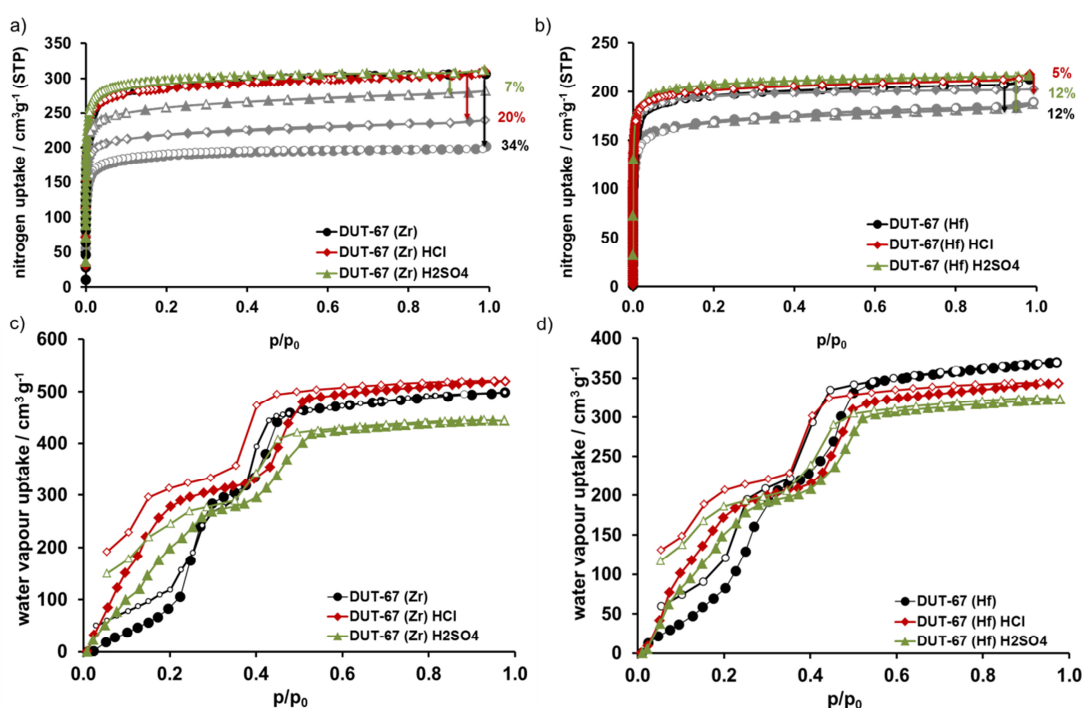 a)
nitrogen uptake / cm³g⁻¹ (STP)
350
300
250
200
150
100
50
0
7%
20%
34%
DUT-67 (Zr)
DUT-67 (Zr) HCl
DUT-67 (Zr) H2SO4
0.0 0.2 0.4 0.6 0.8 1.0
p/p₀
b)
nitrogen uptake / cm³g⁻¹ (STP)
250
200
150
100
50
0
5%
12%
12%
DUT-67 (Hf)
DUT-67(Hf) HCl
DUT-67 (Hf) H2SO4
0.0 0.2 0.4 0.6 0.8 1.0
p/p₀
c)
water vapour uptake / cm³ g⁻¹
600
500
400
300
200
100
0
DUT-67 (Zr)
DUT-67 (Zr) HCl
DUT-67 (Zr) H2SO4
0.0 0.2 0.4 0.6 0.8 1.0
p/p₀
d)
water vapour uptake / cm³ g⁻¹
400
350
300
250
200
150
100
50
0
DUT-67 (Hf)
DUT-67 (Hf) HCl
DUT-67 (Hf) H2SO4
0.0 0.2 0.4 0.6 0.8 1.0
p/p₀